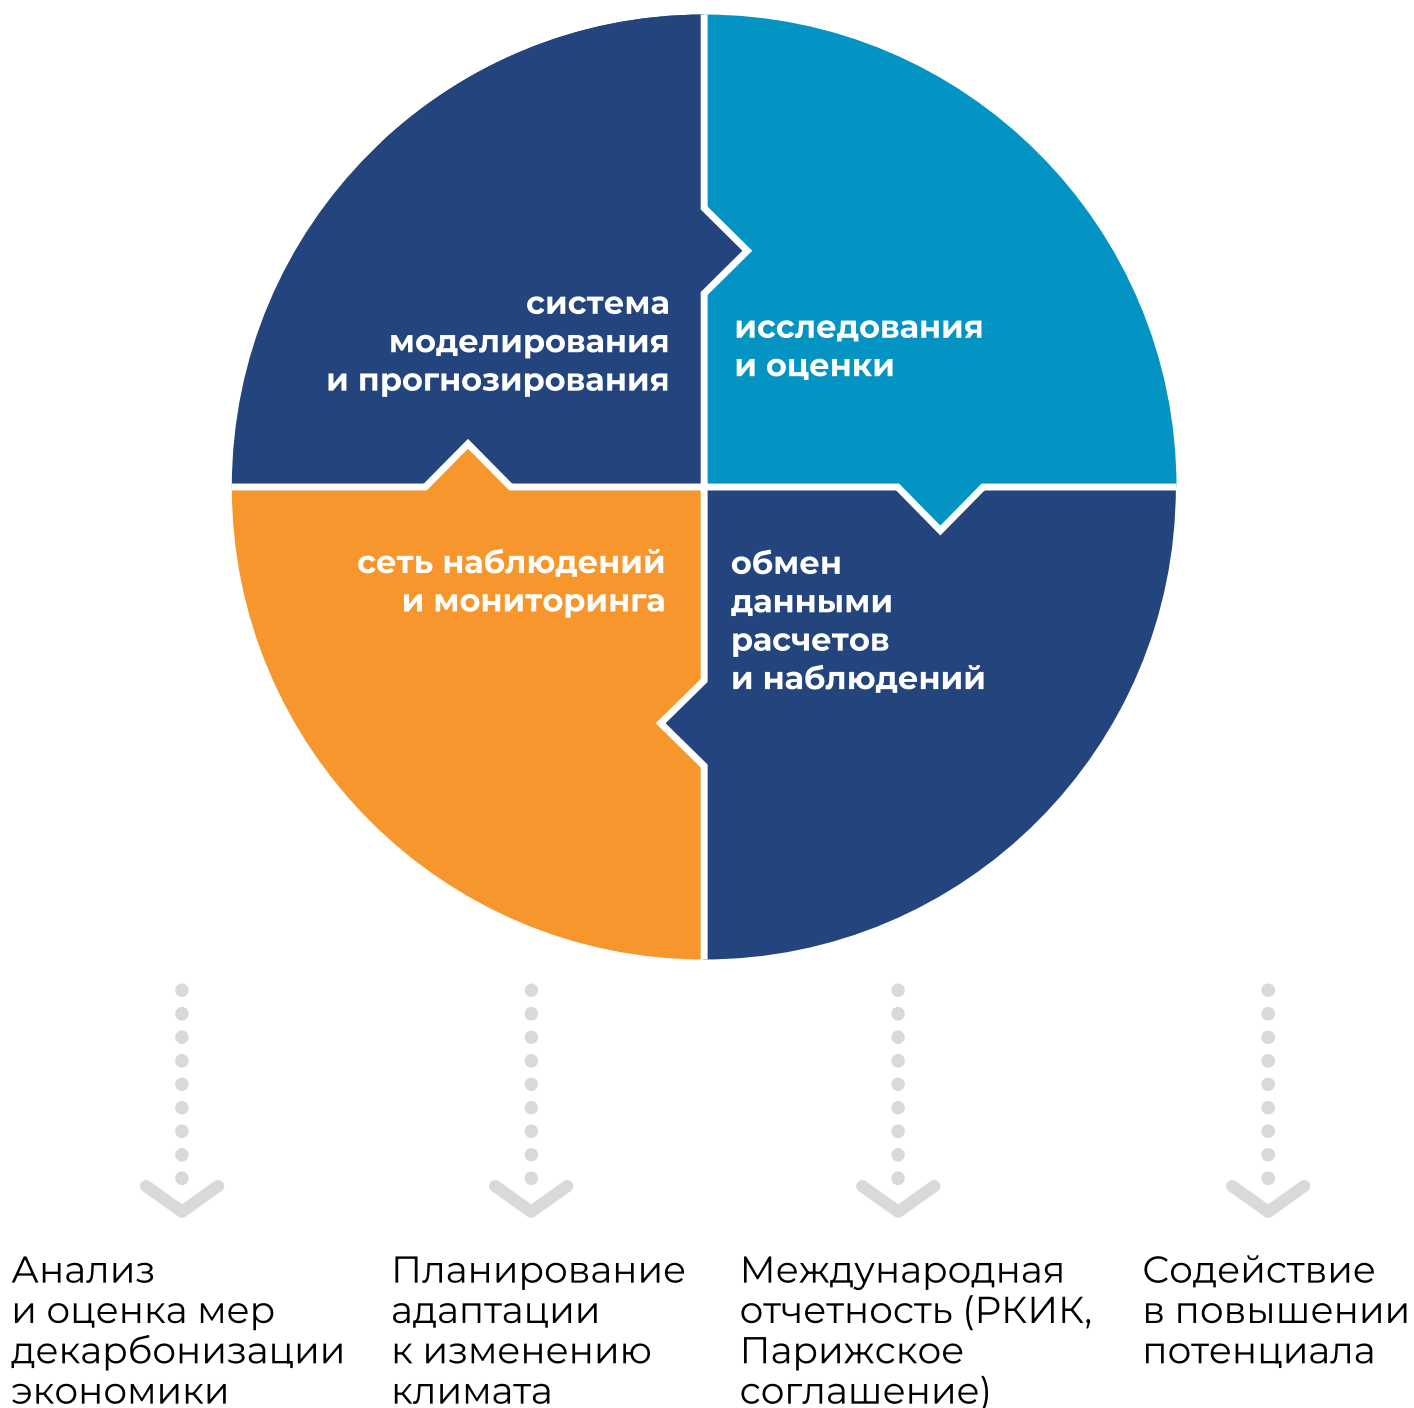 система
моделирования
и прогнозирования
исследования
и оценки
сеть наблюдений
и мониторинга
обмен
данными
расчетов
и наблюдений
Анализ
и оценка мер
декарбонизации
экономики
Планирование
адаптации
к изменению
климата
Международная
отчетность (РКИК,
Парижское
соглашение)
Содействие
в повышении
потенциала